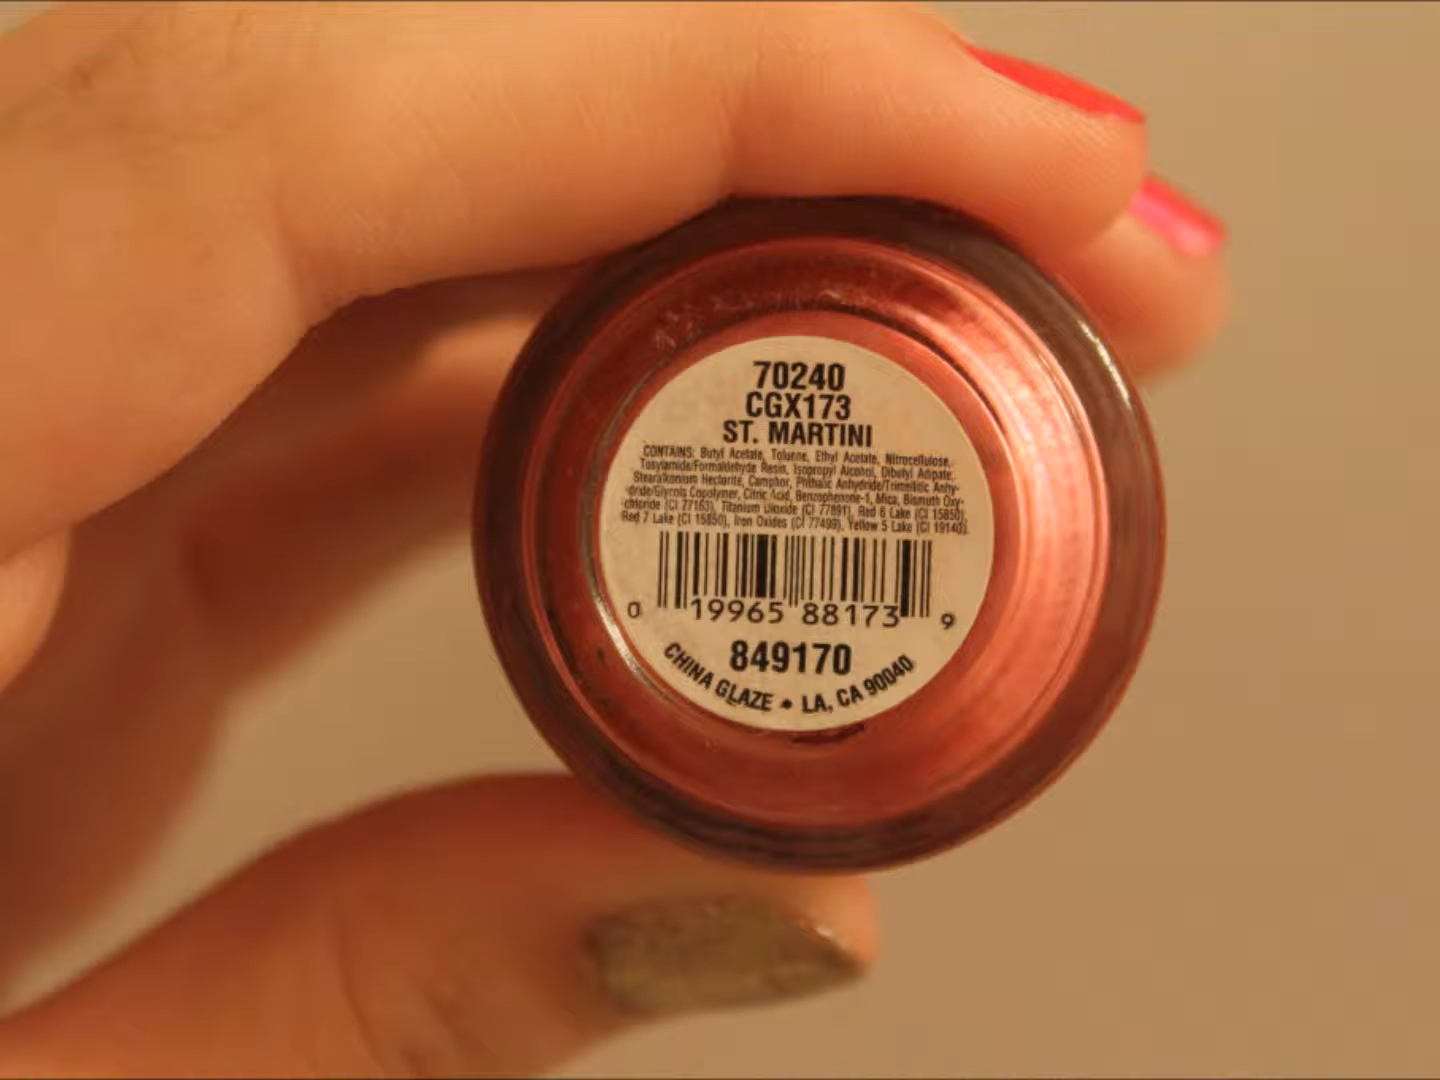 70240
CGX173
ST. MARTINI
CONTAINS: Butyl Acetate, Toluene, Ethyl Acetate, Nitrocellulose,
Tosylamide/Formaldehyde Resin, Isopropyl Alcohol, Dibutyl Adipate,
Stearalkonium Hectorite, Camphor, Phthalic Anhydride/Trimellitic Anhy-
dride/Glycols Copolymer, Citric Acid, Benzophenone-1, Mica, Bismuth Oxy-
chloride (CI 77163), Titanium Dioxide (CI 77891), Red 6 Lake (CI 15850),
Red 7 Lake (CI 15850), Iron Oxides (CI 77499), Yellow 5 Lake (CI 19140).
0 19965 88173 9
849170
CHINA GLAZE • LA, CA 90040